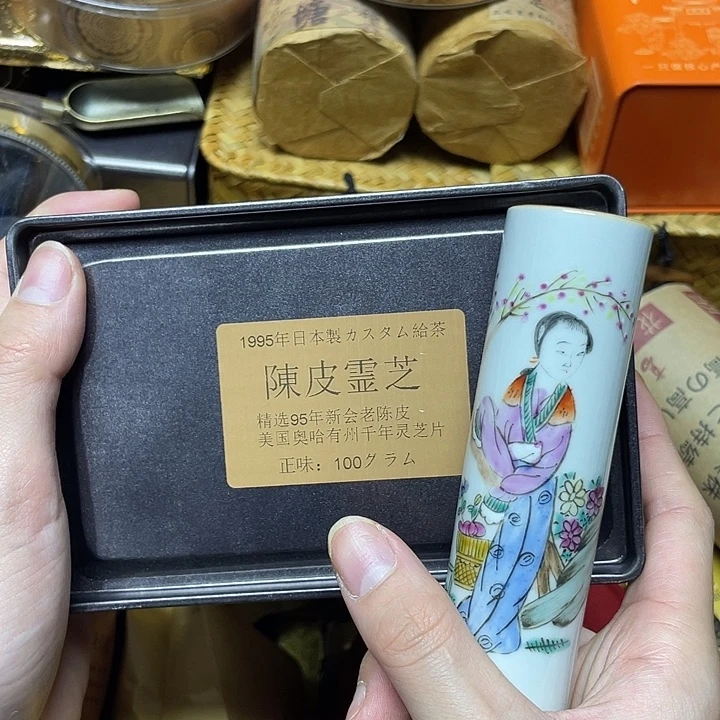 1995年日本製カスタム給茶
陳皮霊芝
精选95年新会老陈皮
美国奥哈有州千年灵芝片
正味：100グラム